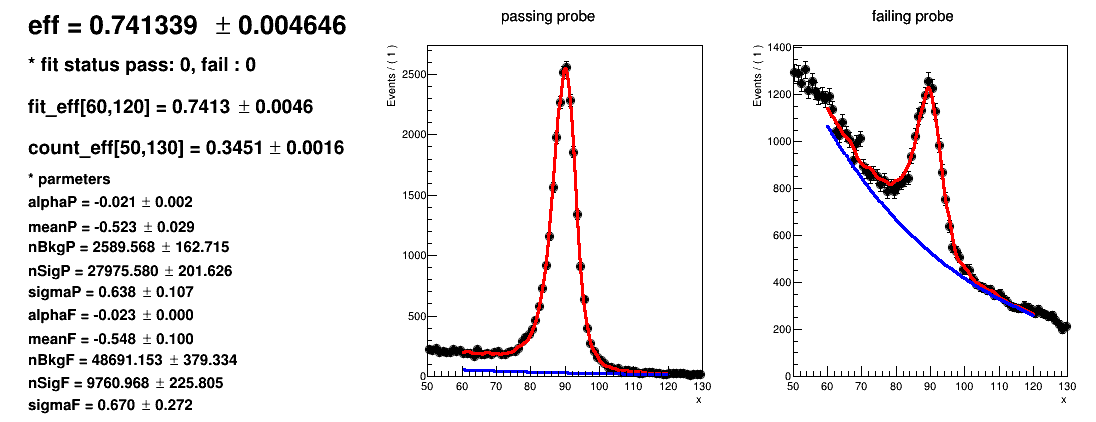 eff = 0.741339 ± 0.004646
* fit status pass: 0, fail : 0
fit_eff[60,120] = 0.7413 ± 0.0046
count_eff[50,130] = 0.3451 ± 0.0016
* parmeters
alphaP = -0.021 ± 0.002
meanP = -0.523 ± 0.029
nBkgP = 2589.568 ± 162.715
nSigP = 27975.580 ± 201.626
sigmaP = 0.638 ± 0.107
alphaF = -0.023 ± 0.000
meanF = -0.548 ± 0.100
nBkgF = 48691.153 ± 379.334
nSigF = 9760.968 ± 225.805
sigmaF = 0.670 ± 0.272
passing probe
Events / ( 1 )
2500
2000
1500
1000
500
0
50 60 70 80 90 100 110 120 130
x
failing probe
Events / ( 1 )
1400
1200
1000
800
600
400
200
0
50 60 70 80 90 100 110 120 130
x